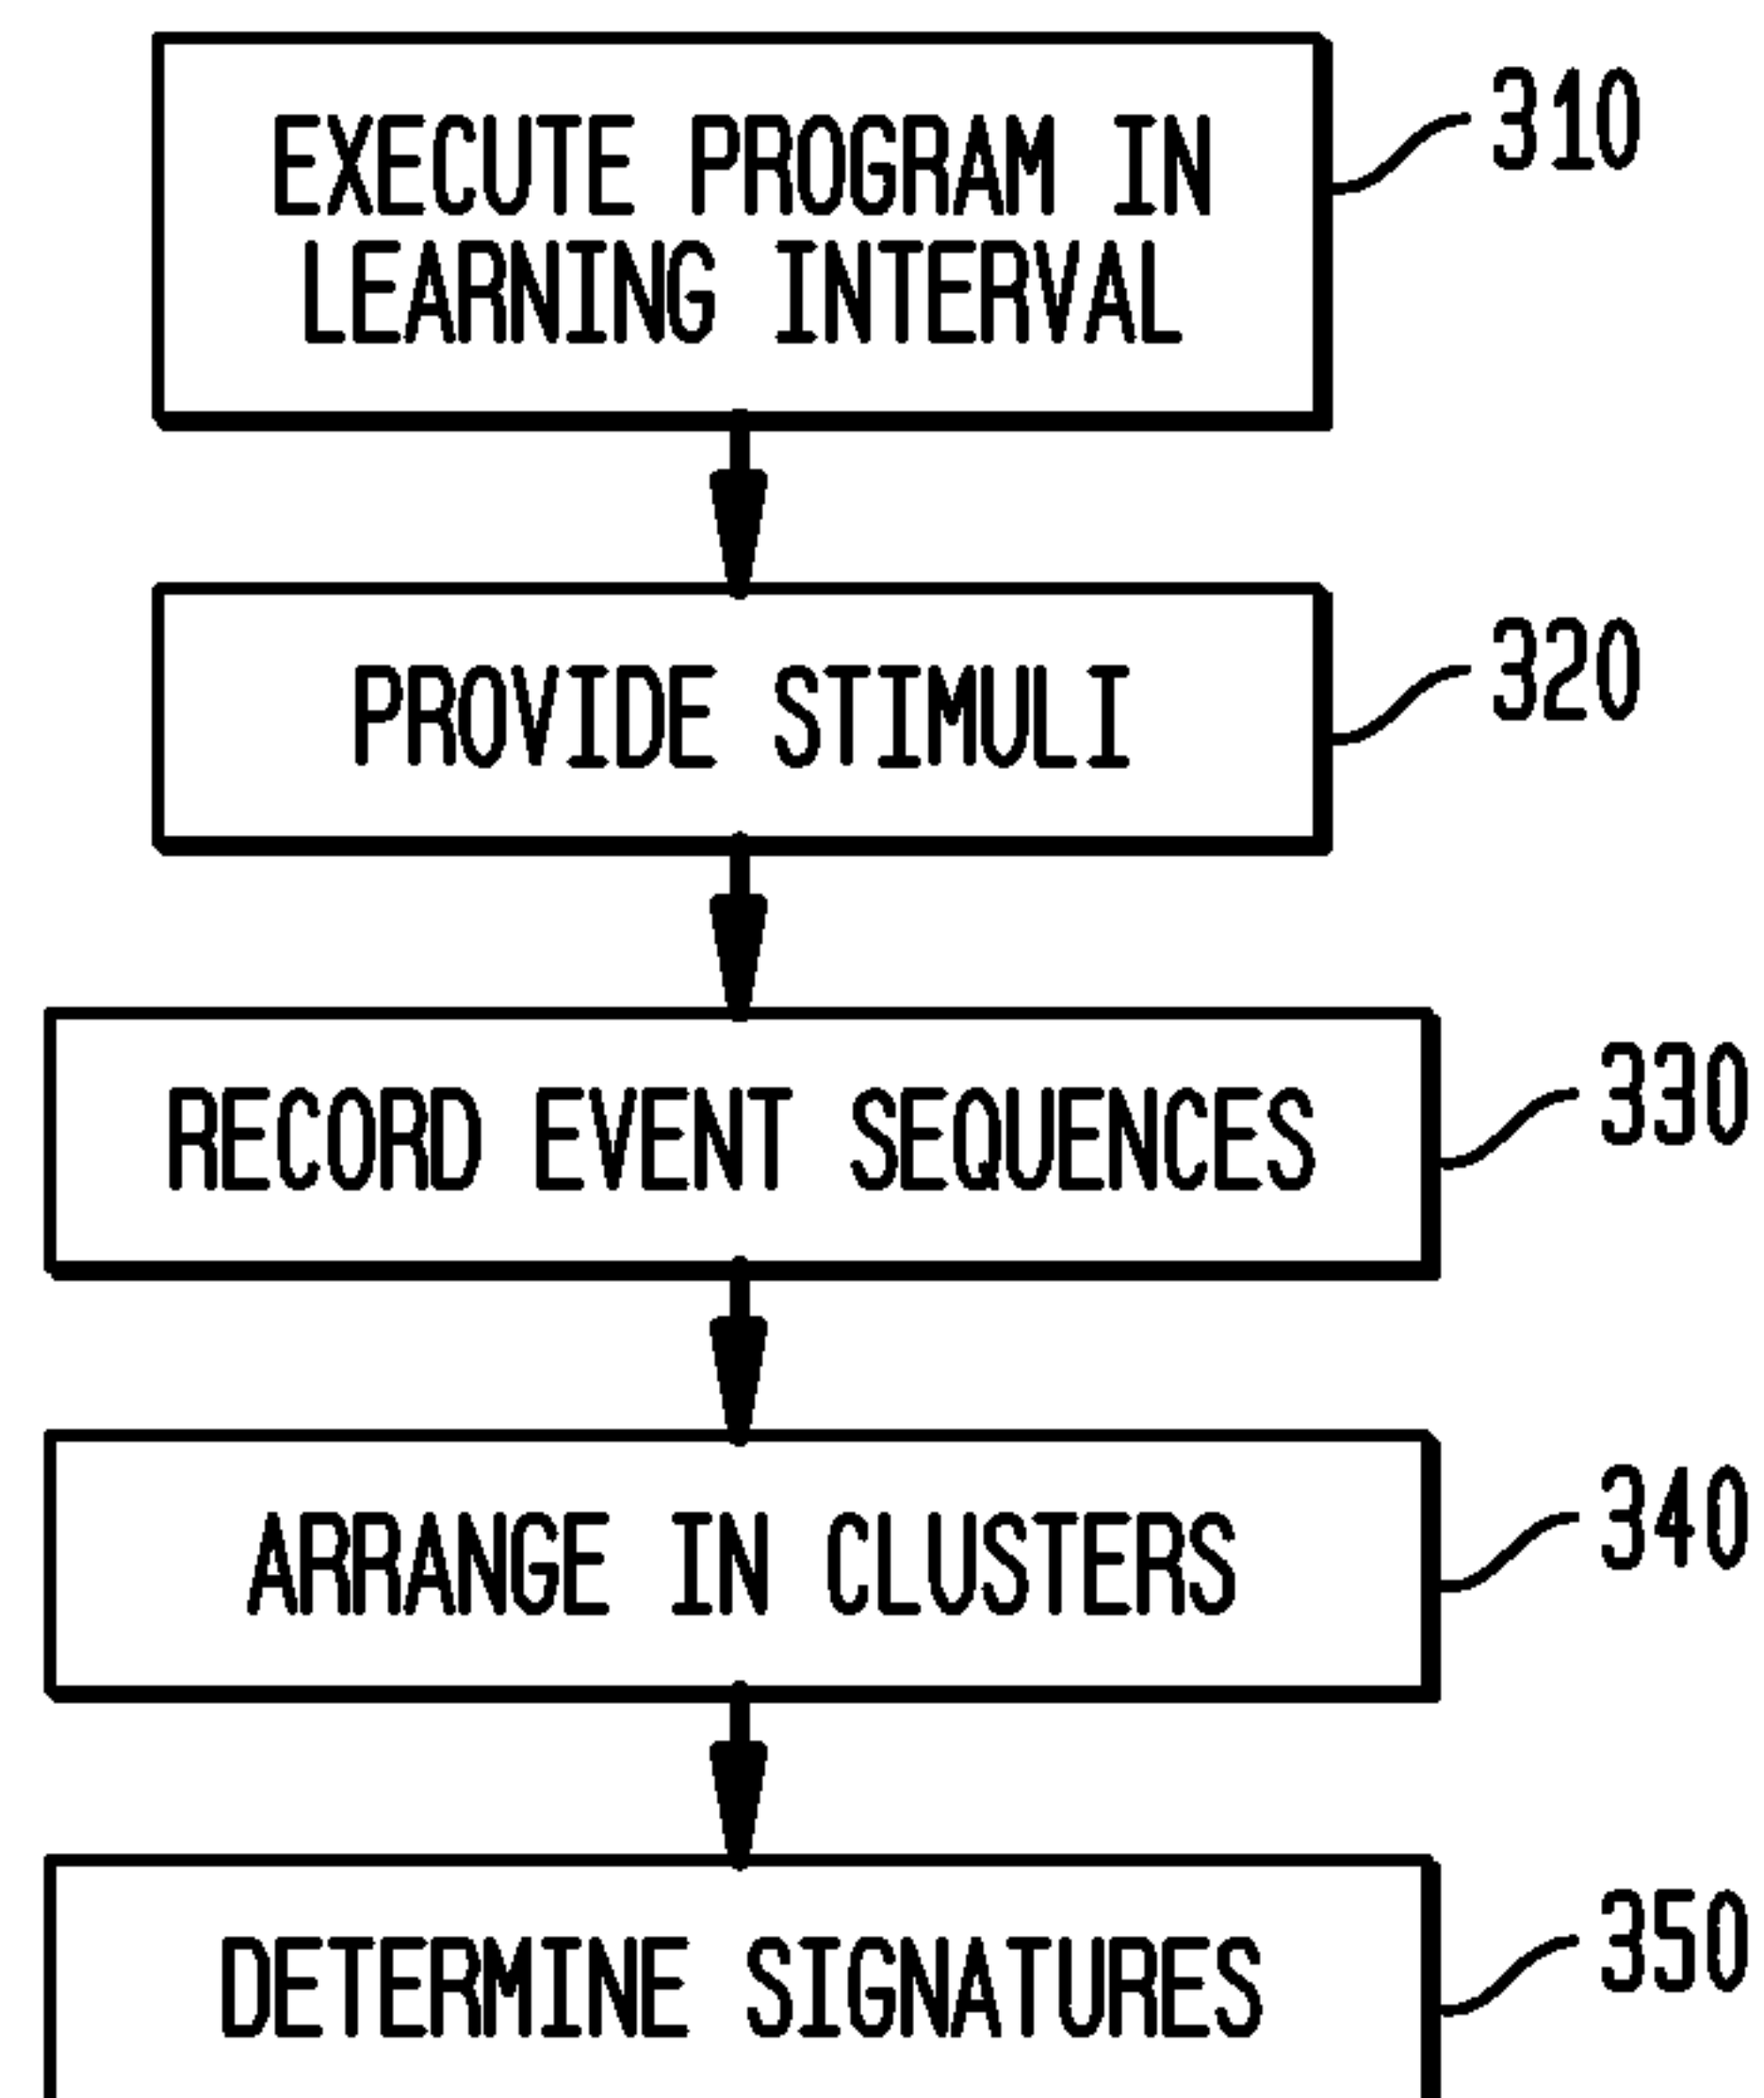 EXECUTE PROGRAM IN
LEARNING INTERVAL
310
PROVIDE STIMULI
320
RECORD EVENT SEQUENCES
330
ARRANGE IN CLUSTERS
340
DETERMINE SIGNATURES
350